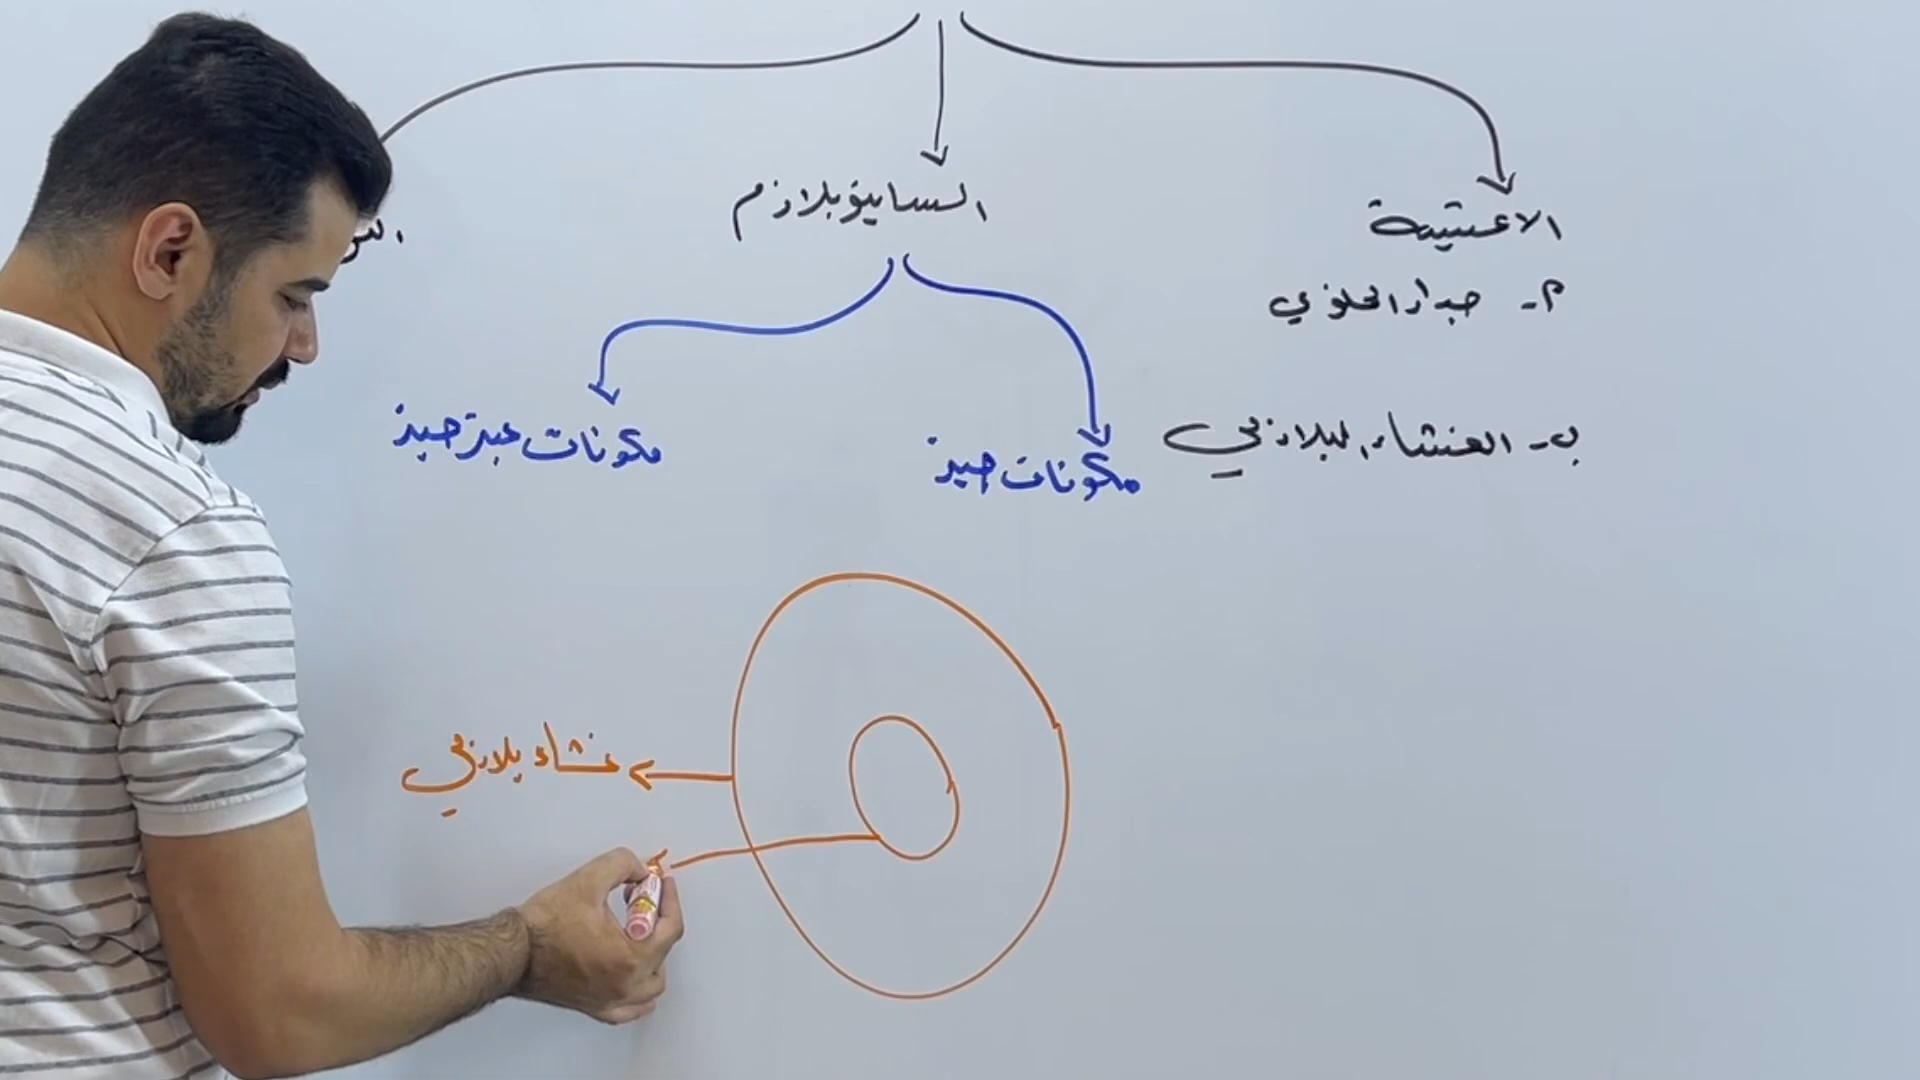 الاغشية
السايتوبلازم
أ- جدار الخلوي
ب- الغشاء البلازمي
مكونات حية
مكونات غير حية
غشاء بلازمي